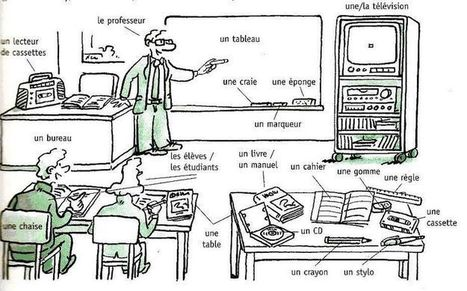 une/la télévision
le professeur
un lecteur
de cassettes
un tableau
une craie
une éponge
un marqueur
un bureau
les élèves /
les étudiants
un livre /
un manuel
un cahier
une gomme
une règle
une chaise
une
table
un CD
une
cassette
un crayon
un stylo